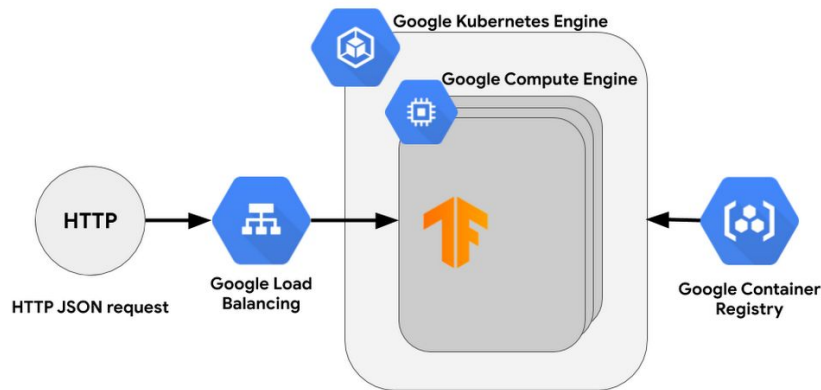 Google Kubernetes Engine
Google Compute Engine
HTTP
HTTP JSON request
Google Load
Balancing
Google Container
Registry